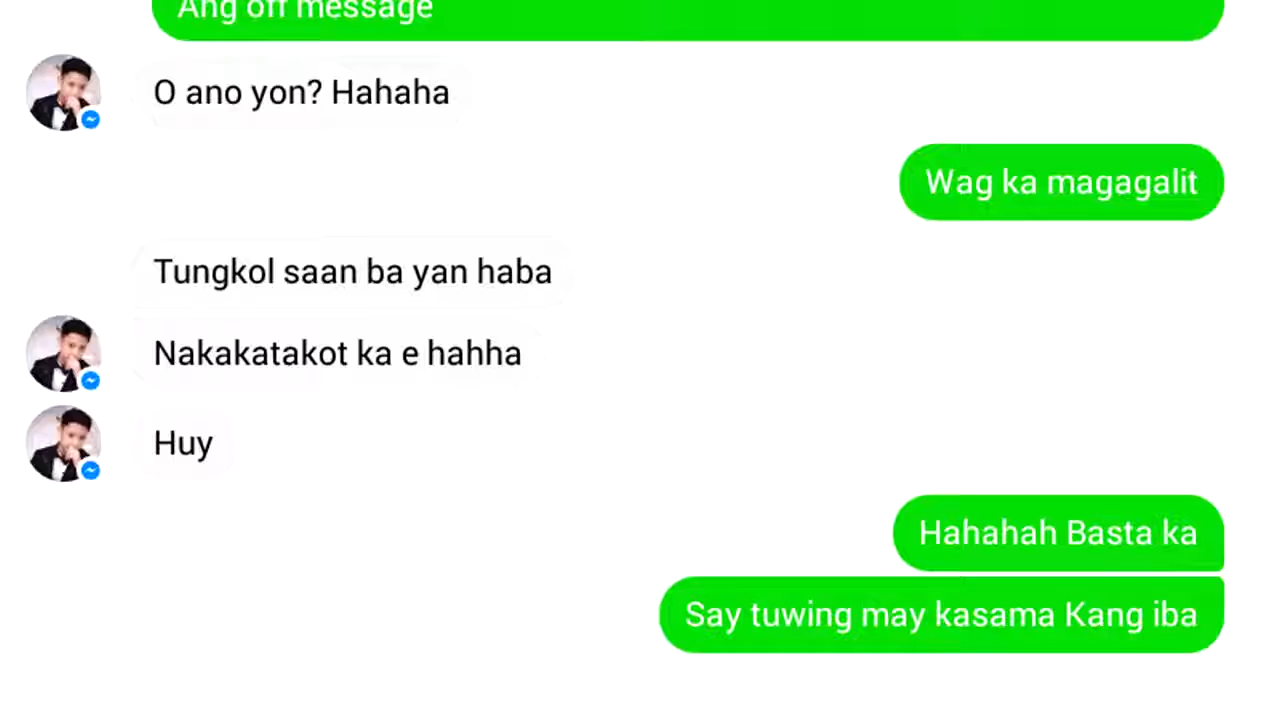 Ang off message
O ano yon? Hahaha
Wag ka magagalit
Tungkol saan ba yan haba
Nakakatakot ka e hahha
Huy
Hahahah Basta ka
Say tuwing may kasama Kang iba